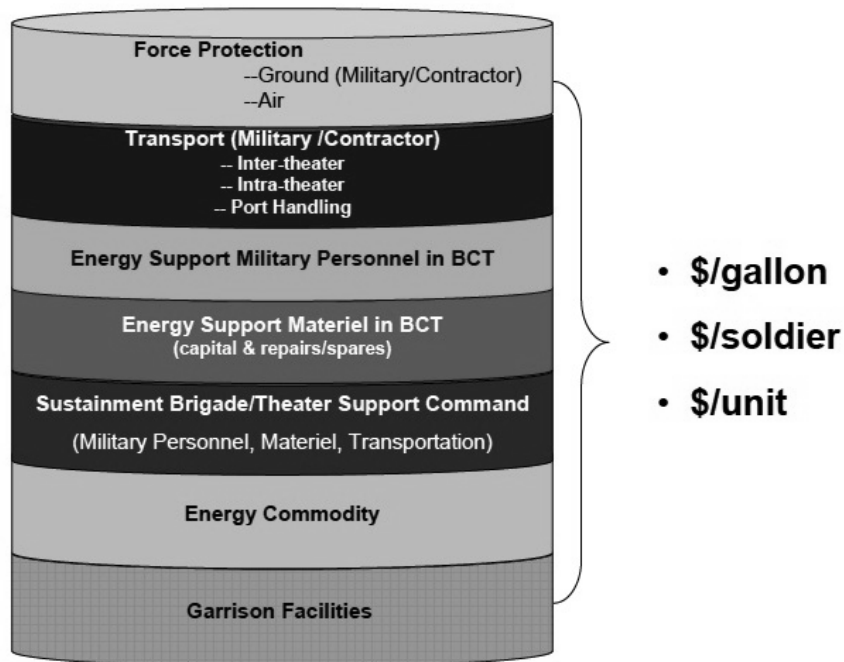 Force Protection
--Ground (Military/Contractor)
--Air
Transport (Military /Contractor)
-- Inter-theater
-- Intra-theater
-- Port Handling
Energy Support Military Personnel in BCT
Energy Support Materiel in BCT
(capital & repairs/spares)
Sustainment Brigade/Theater Support Command
(Military Personnel, Materiel, Transportation)
Energy Commodity
Garrison Facilities
• $/gallon
• $/soldier
• $/unit